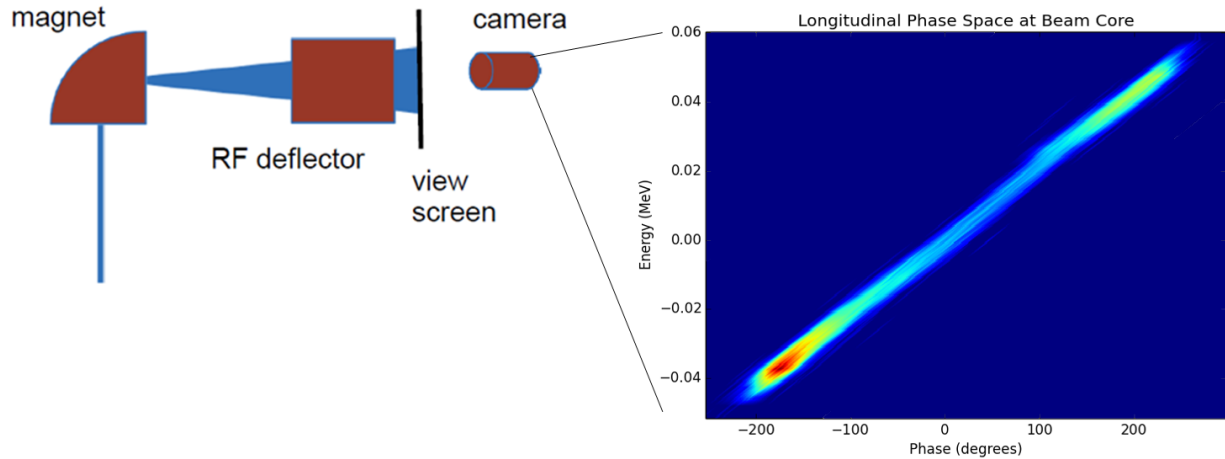 magnet
camera
RF deflector
view
screen
Longitudinal Phase Space at Beam Core
Energy (MeV)
0.06
0.04
0.02
0.00
−0.02
−0.04
−200
−100
0
100
200
Phase (degrees)